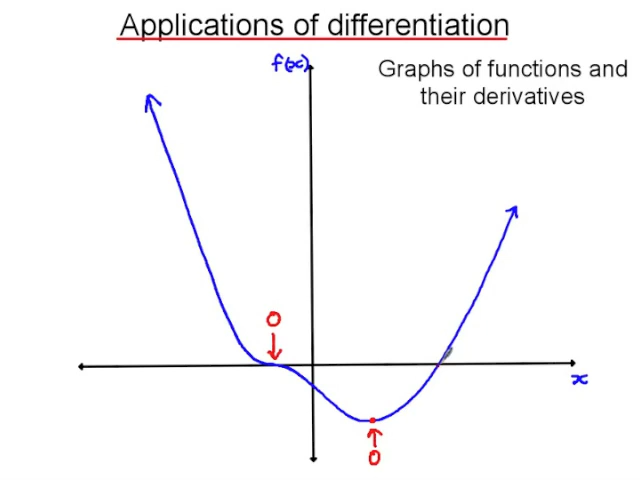 Applications of differentiation
f(x)
Graphs of functions and
their derivatives
0
x
0